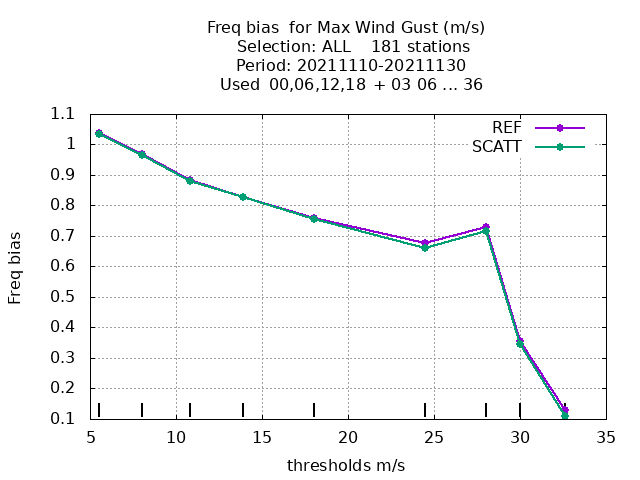 Freq bias  for Max Wind Gust (m/s)
Selection: ALL    181 stations
Period: 20211110-20211130
Used  00,06,12,18  + 03 06 ... 36
REF
SCATT
1.1
1
0.9
0.8
0.7
0.6
0.5
0.4
0.3
0.2
0.1
Freq bias
5 10 15 20 25 30 35
thresholds m/s